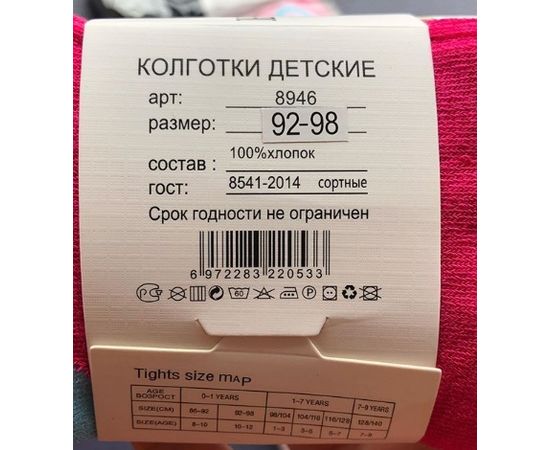 КОЛГОТКИ ДЕТСКИЕ
арт: 8946
размер: 92-98
состав : 100%хлопок
гост: 8541-2014 сортные
Срок годности не ограничен
6 972283 220533
60
Tights size map
AGE ВОЗРОСТ 0-1 YEARS 1-7 YEARS 7-9 YEARS
SIZE(CM) 86-92 92-98 98/104 104/116 116/128 128/140
SIZE(AGE) 8-10 10-12 1-3 3-5 5-7 7-9